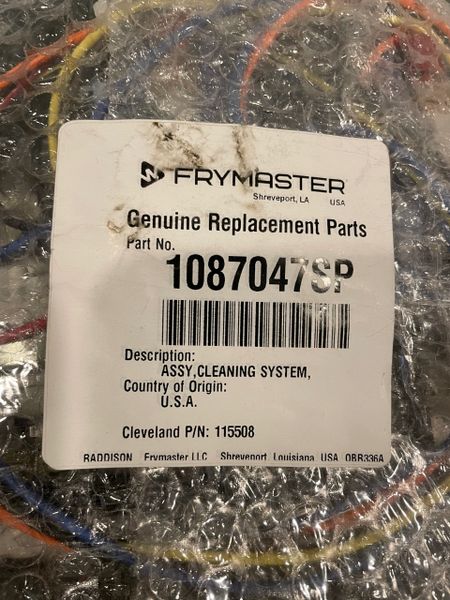 FRYMASTER
Shreveport, LA USA
Genuine Replacement Parts
Part No.
1087047SP
Description:
ASSY,CLEANING SYSTEM,
Country of Origin:
U.S.A.
Cleveland P/N: 115508
RADDISON Frymaster LLC Shreveport, Louisiana USA OBR336A